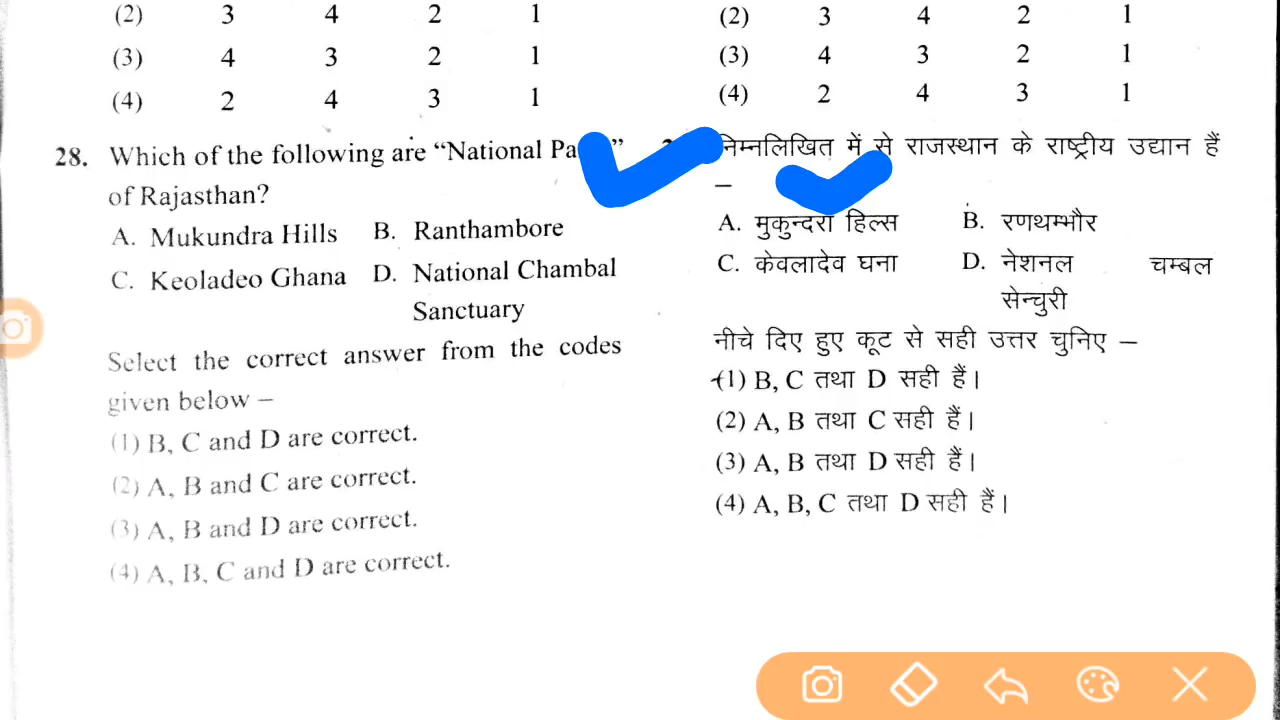 (2) 3 4 2 1
(3) 4 3 2 1
(4) 2 4 3 1
28. Which of the following are “National Pa ”
of Rajasthan?
A. Mukundra Hills B. Ranthambore
C. Keoladeo Ghana D. National Chambal
Sanctuary
Select the correct answer from the codes
given below –
(1) B, C and D are correct.
(2) A, B and C are correct.
(3) A, B and D are correct.
(4) A, B, C and D are correct.
(2) 3 4 2 1
(3) 4 3 2 1
(4) 2 4 3 1
निम्नलिखित में से राजस्थान के राष्ट्रीय उद्यान हैं
–
A. मुकुन्दरा हिल्स B. रणथम्भौर
C. केवलादेव घना D. नेशनल चम्बल
सेन्चुरी
नीचे दिए हुए कूट से सही उत्तर चुनिए –
(1) B, C तथा D सही हैं।
(2) A, B तथा C सही हैं।
(3) A, B तथा D सही हैं।
(4) A, B, C तथा D सही हैं।